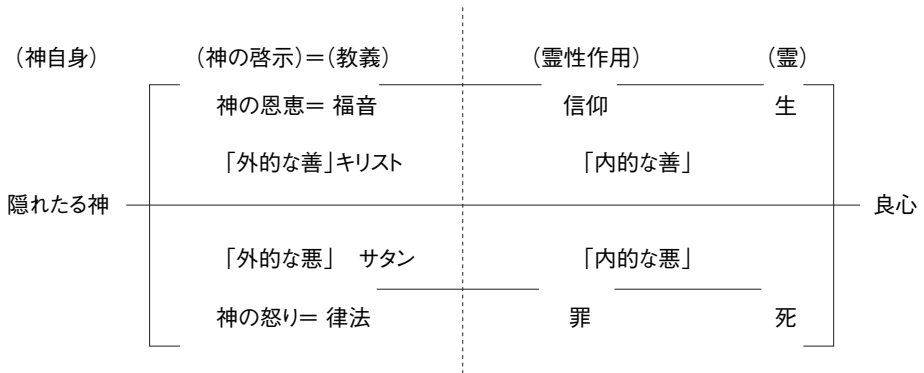 (神自身) (神の啓示)=(教義) (霊性作用) (霊)
神の恩恵= 福音 信仰 生
「外的な善」キリスト 「内的な善」
隠れたる神 良心
「外的な悪」 サタン 「内的な悪」
神の怒り= 律法 罪 死